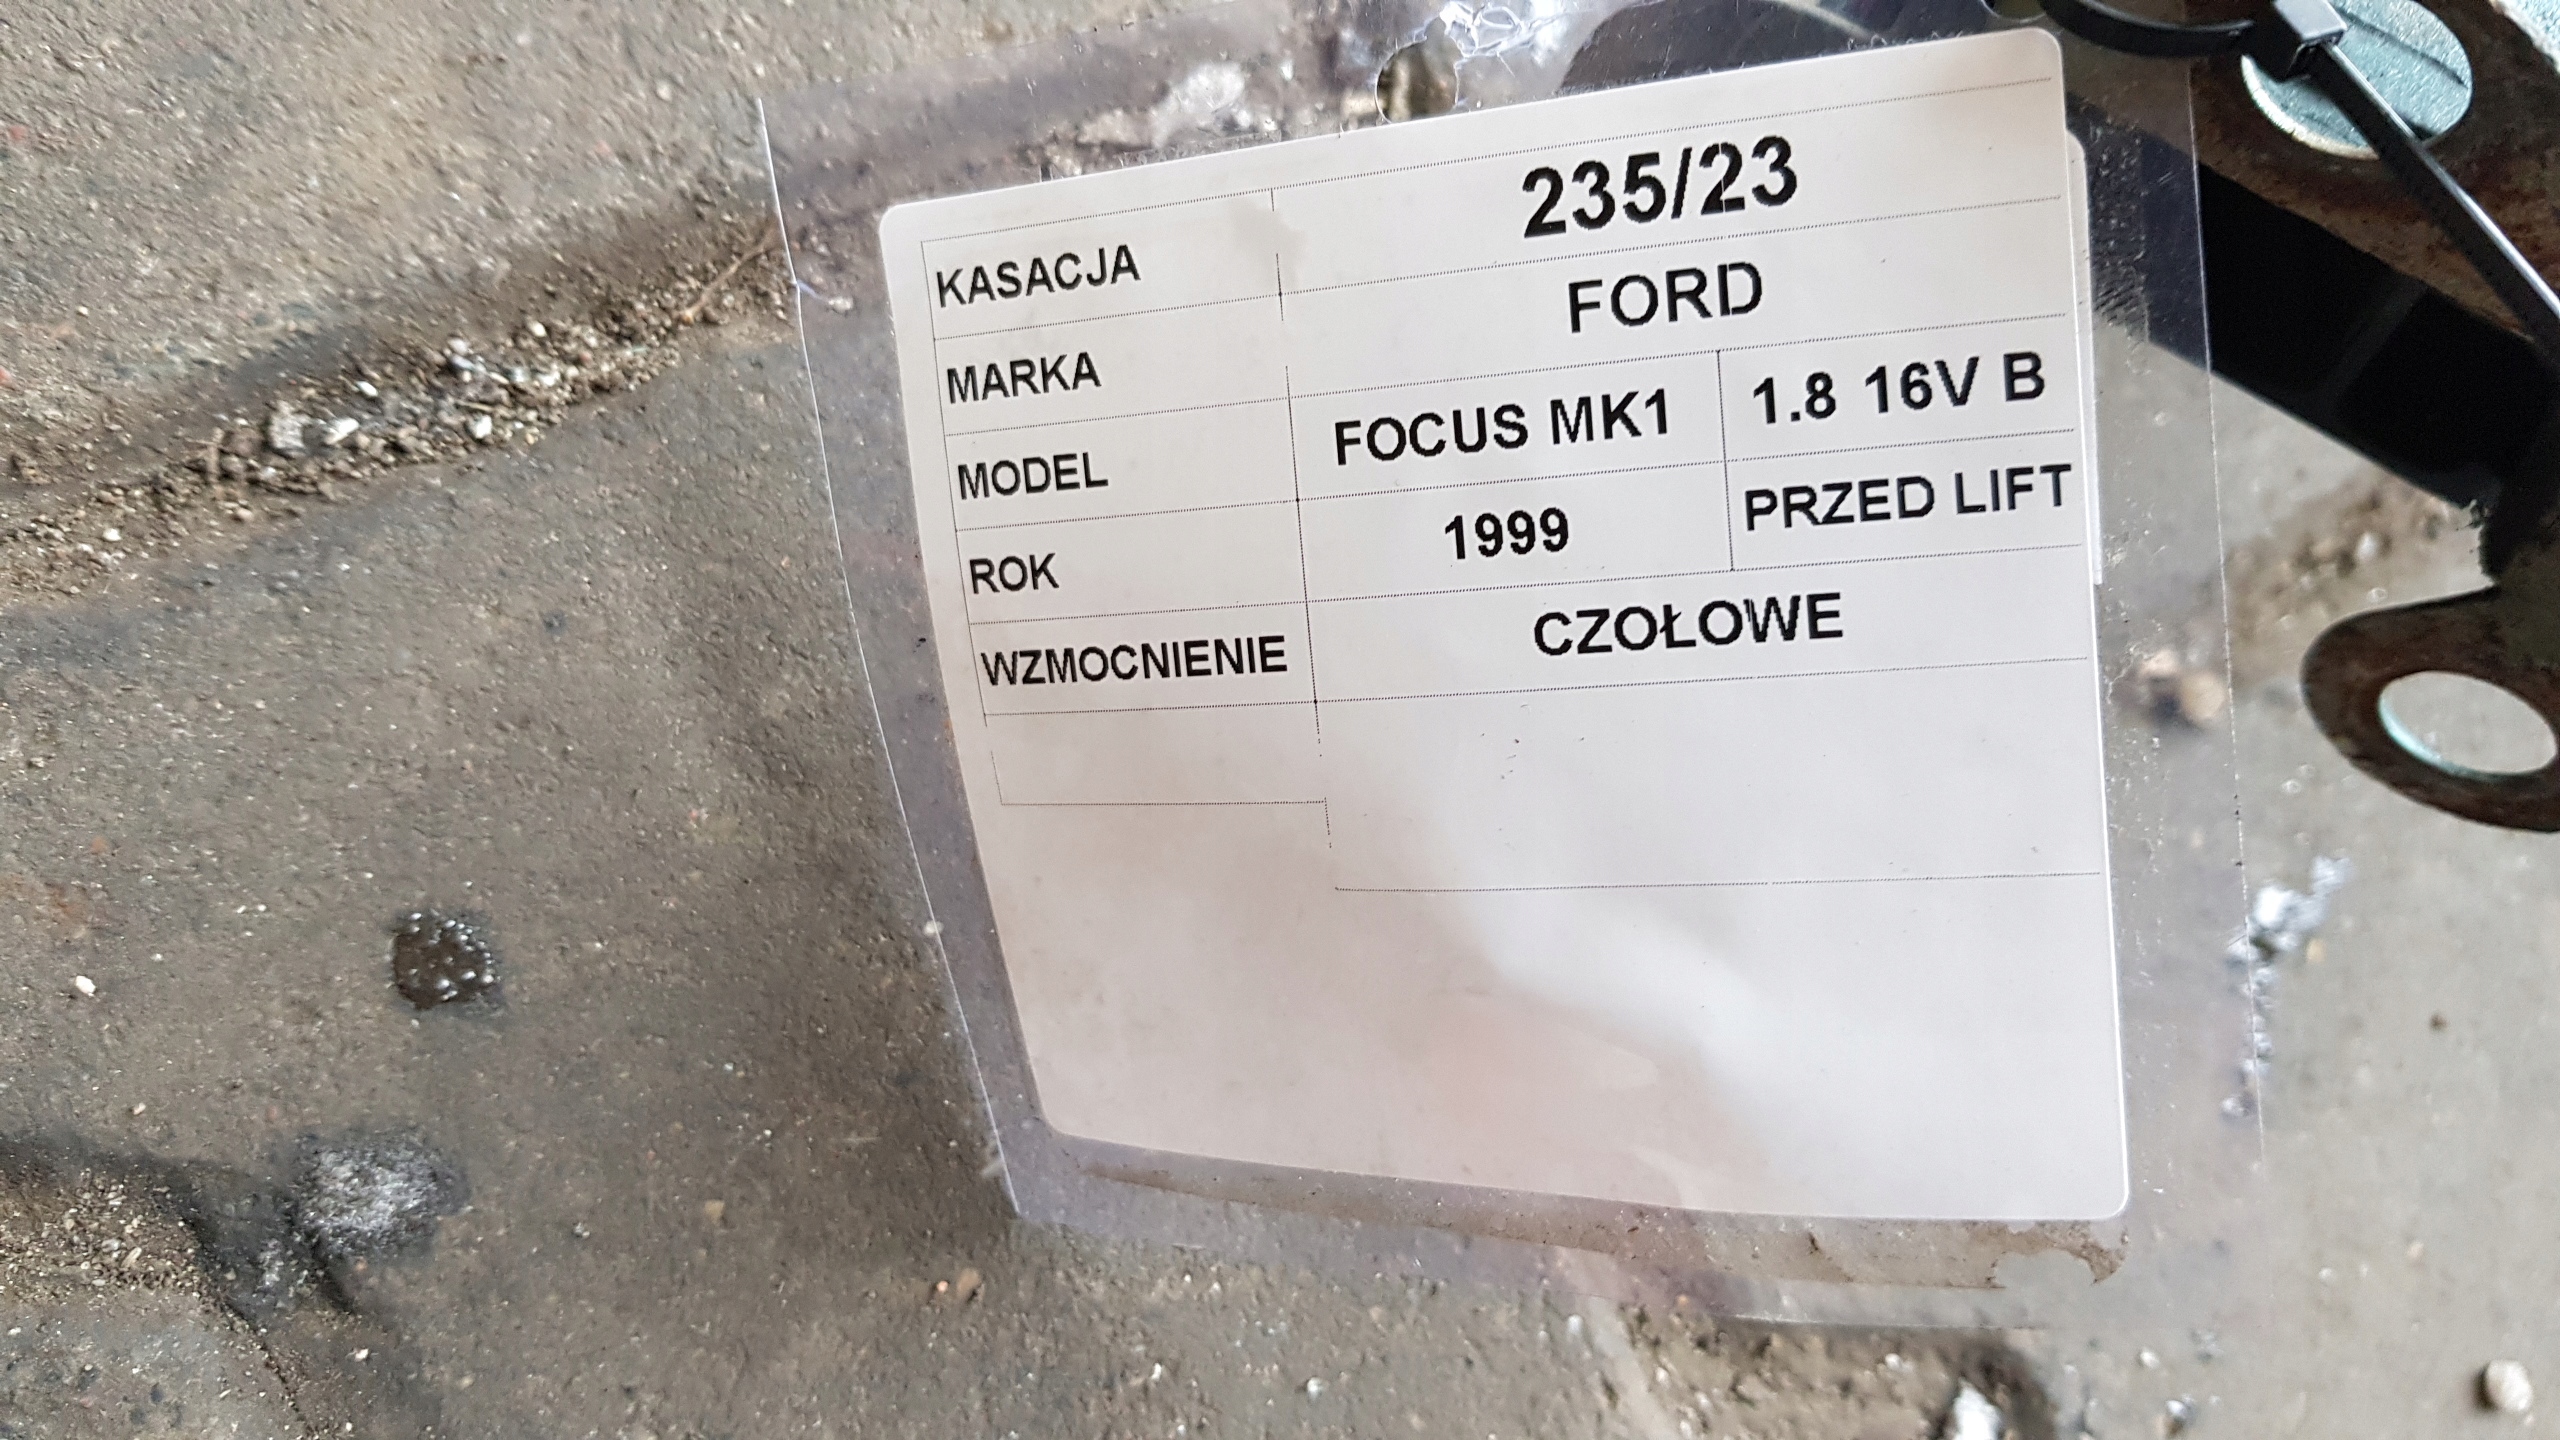 KASACJA 235/23
MARKA FORD
MODEL FOCUS MK1 1.8 16V B
ROK 1999 PRZED LIFT
WZMOCNIENIE CZOŁOWE